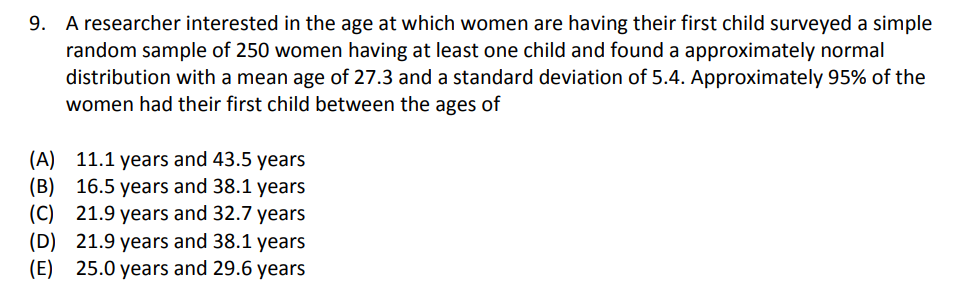 9. A researcher interested in the age at which women are having their first child surveyed a simple
random sample of 250 women having at least one child and found a approximately normal
distribution with a mean age of 27.3 and a standard deviation of 5.4. Approximately 95% of the
women had their first child between the ages of
(A) 11.1 years and 43.5 years
(B) 16.5 years and 38.1 years
(C) 21.9 years and 32.7 years
(D) 21.9 years and 38.1 years
(E) 25.0 years and 29.6 years